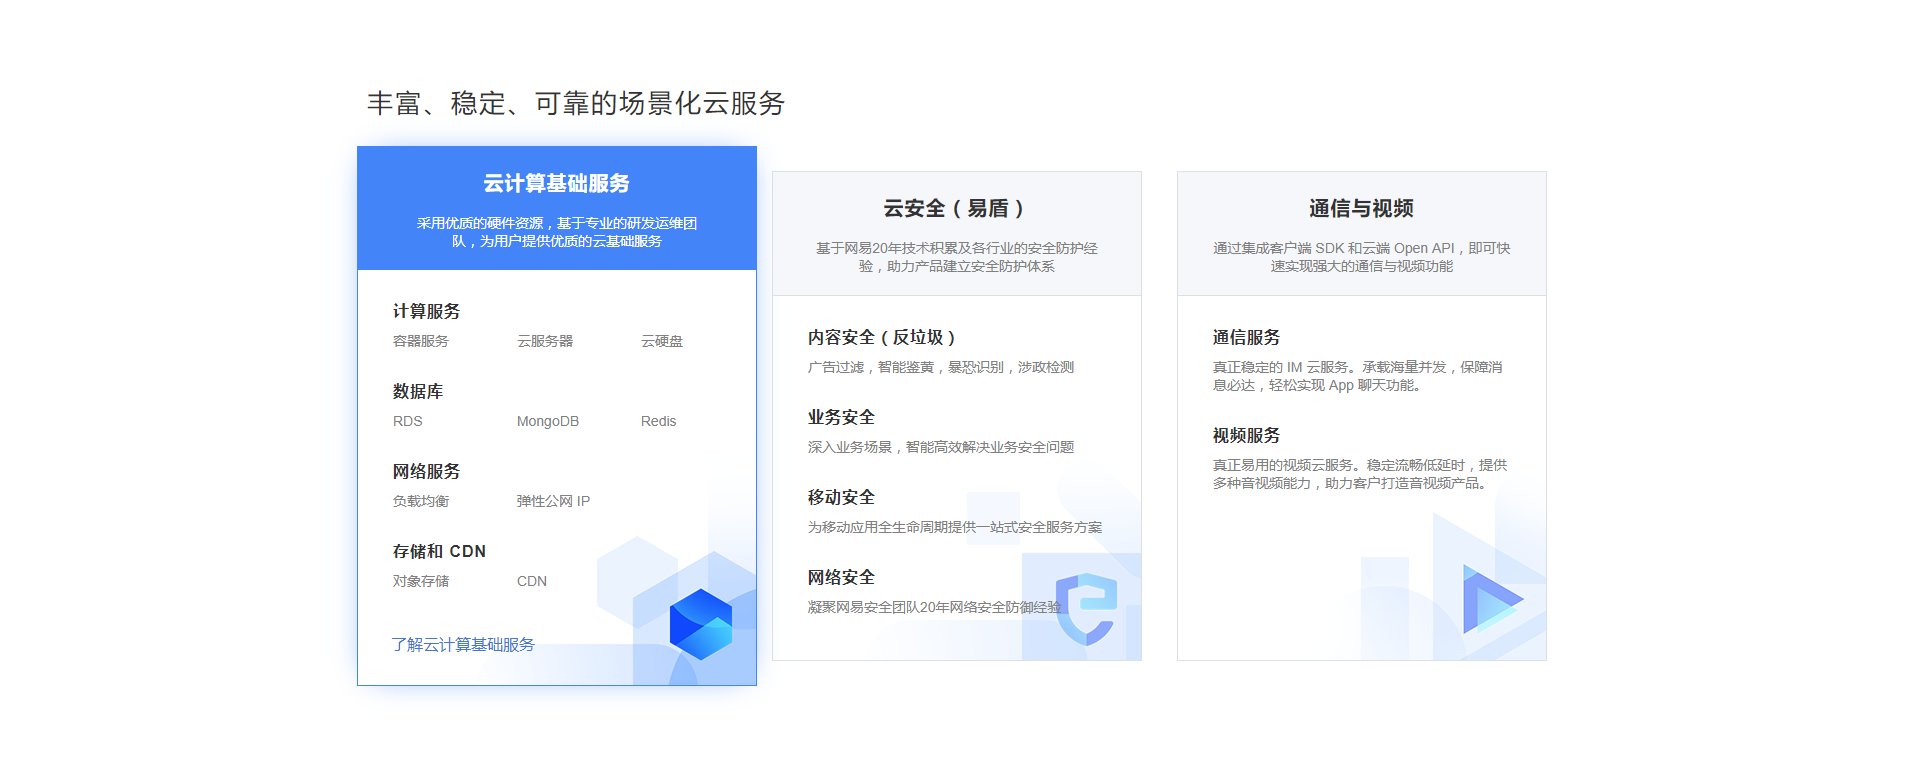 丰富、稳定、可靠的场景化云服务
云计算基础服务
采用优质的硬件资源，基于专业的研发运维团
队，为用户提供优质的云基础服务
计算服务
容器服务 云服务器 云硬盘
数据库
RDS MongoDB Redis
网络服务
负载均衡 弹性公网 IP
存储和 CDN
对象存储 CDN
了解云计算基础服务
云安全（易盾）
基于网易20年技术积累及各行业的安全防护经
验，助力产品建立安全防护体系
内容安全（反垃圾）
广告过滤，智能鉴黄，暴恐识别，涉政检测
业务安全
深入业务场景，智能高效解决业务安全问题
移动安全
为移动应用全生命周期提供一站式安全服务方案
网络安全
凝聚网易安全团队20年网络安全防御经验
通信与视频
通过集成客户端 SDK 和云端 Open API，即可快
速实现强大的通信与视频功能
通信服务
真正稳定的 IM 云服务。承载海量并发，保障消
息必达，轻松实现 App 聊天功能。
视频服务
真正易用的视频云服务。稳定流畅低延时，提供
多种音视频能力，助力客户打造音视频产品。